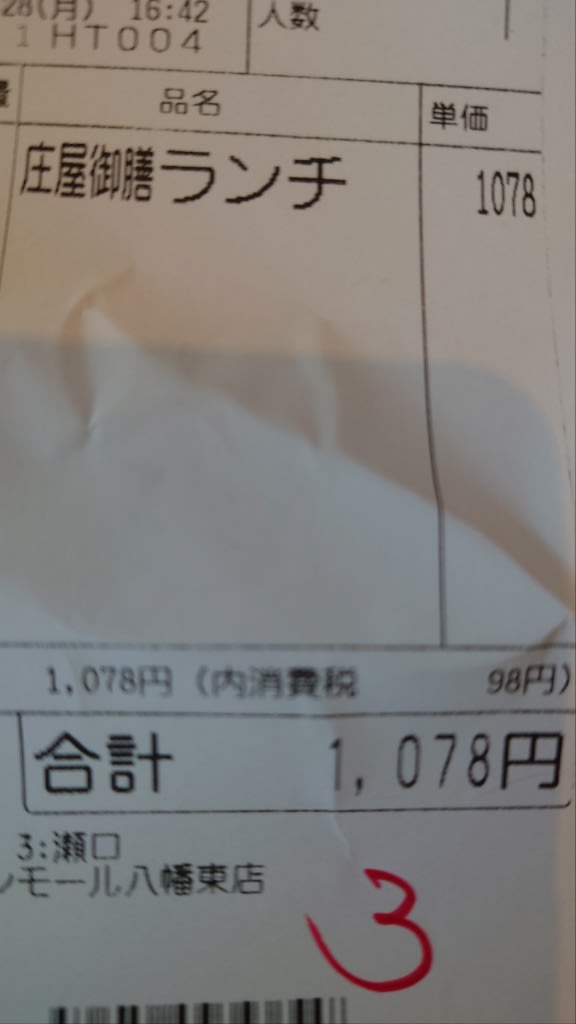 28(月) 16:42
人数
1 HT004
品名
単価
庄屋御膳ランチ
1078
1,078円 (内消費税 98円)
合計 1,078円
3:瀬口
モール八幡東店
3